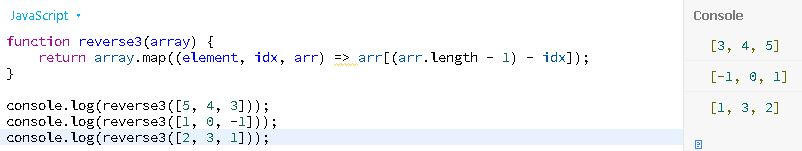 JavaScript
function reverse3(array) {
    return array.map((element, idx, arr) => arr[(arr.length - 1) - idx]);
}
console.log(reverse3([5, 4, 3]));
console.log(reverse3([1, 0, -1]));
console.log(reverse3([2, 3, 1]));
Console
[3, 4, 5]
[-1, 0, 1]
[1, 3, 2]